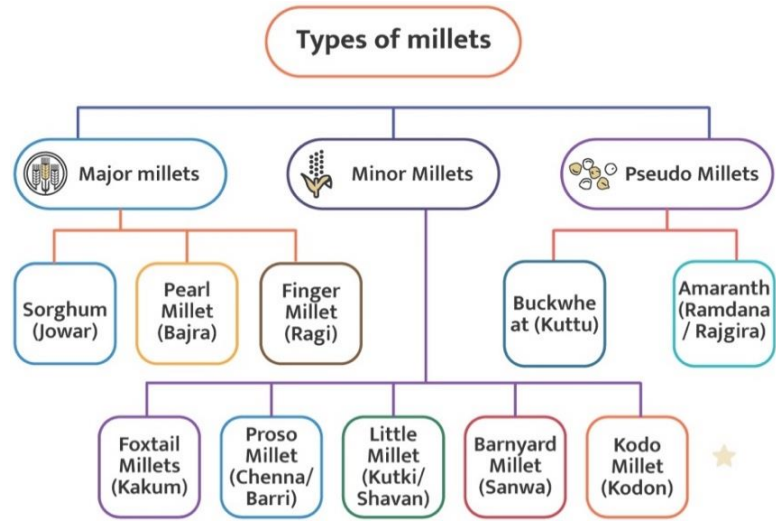 Types of millets
Major millets
Minor Millets
Pseudo Millets
Sorghum
(Jowar)
Pearl
Millet
(Bajra)
Finger
Millet
(Ragi)
Buckwhe
at (Kuttu)
Amaranth
(Ramdana
/ Rajgira)
Foxtail
Millets
(Kakum)
Proso
Millet
(Chenna/
Barri)
Little
Millet
(Kutki/
Shavan)
Barnyard
Millet
(Sanwa)
Kodo
Millet
(Kodon)